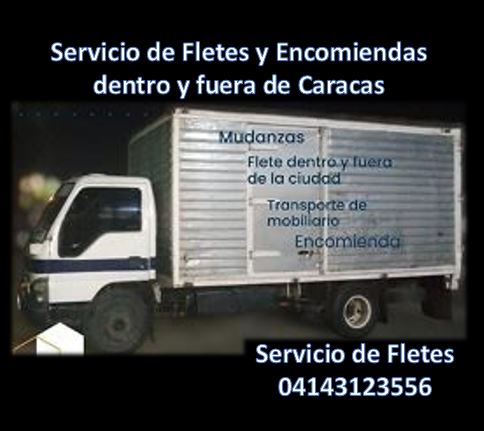 Servicio de Fletes y Encomiendas
dentro y fuera de Caracas
Mudanzas
Flete dentro y fuera
de la ciudad
Transporte de
mobiliario
Encomienda
Servicio de Fletes
04143123556